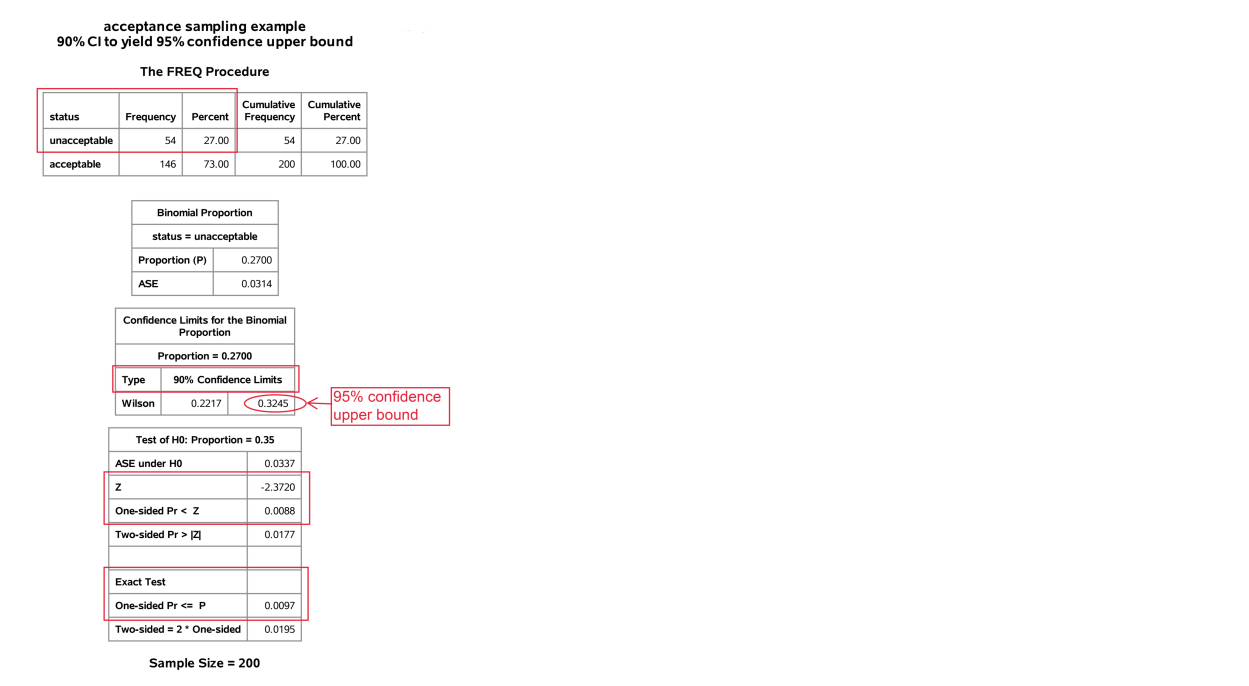 acceptance sampling example
90% CI to yield 95% confidence upper bound
The FREQ Procedure
status Frequency Percent Cumulative Frequency Cumulative Percent
unacceptable 54 27.00 54 27.00
acceptable 146 73.00 200 100.00
Binomial Proportion
status = unacceptable
Proportion (P) 0.2700
ASE 0.0314
Confidence Limits for the Binomial
Proportion
Proportion = 0.2700
Type 90% Confidence Limits
Wilson 0.2217 0.3245
95% confidence
upper bound
Test of H0: Proportion = 0.35
ASE under H0 0.0337
Z -2.3720
One-sided Pr < Z 0.0088
Two-sided Pr > |Z| 0.0177
Exact Test
One-sided Pr <= P 0.0097
Two-sided = 2 * One-sided 0.0195
Sample Size = 200